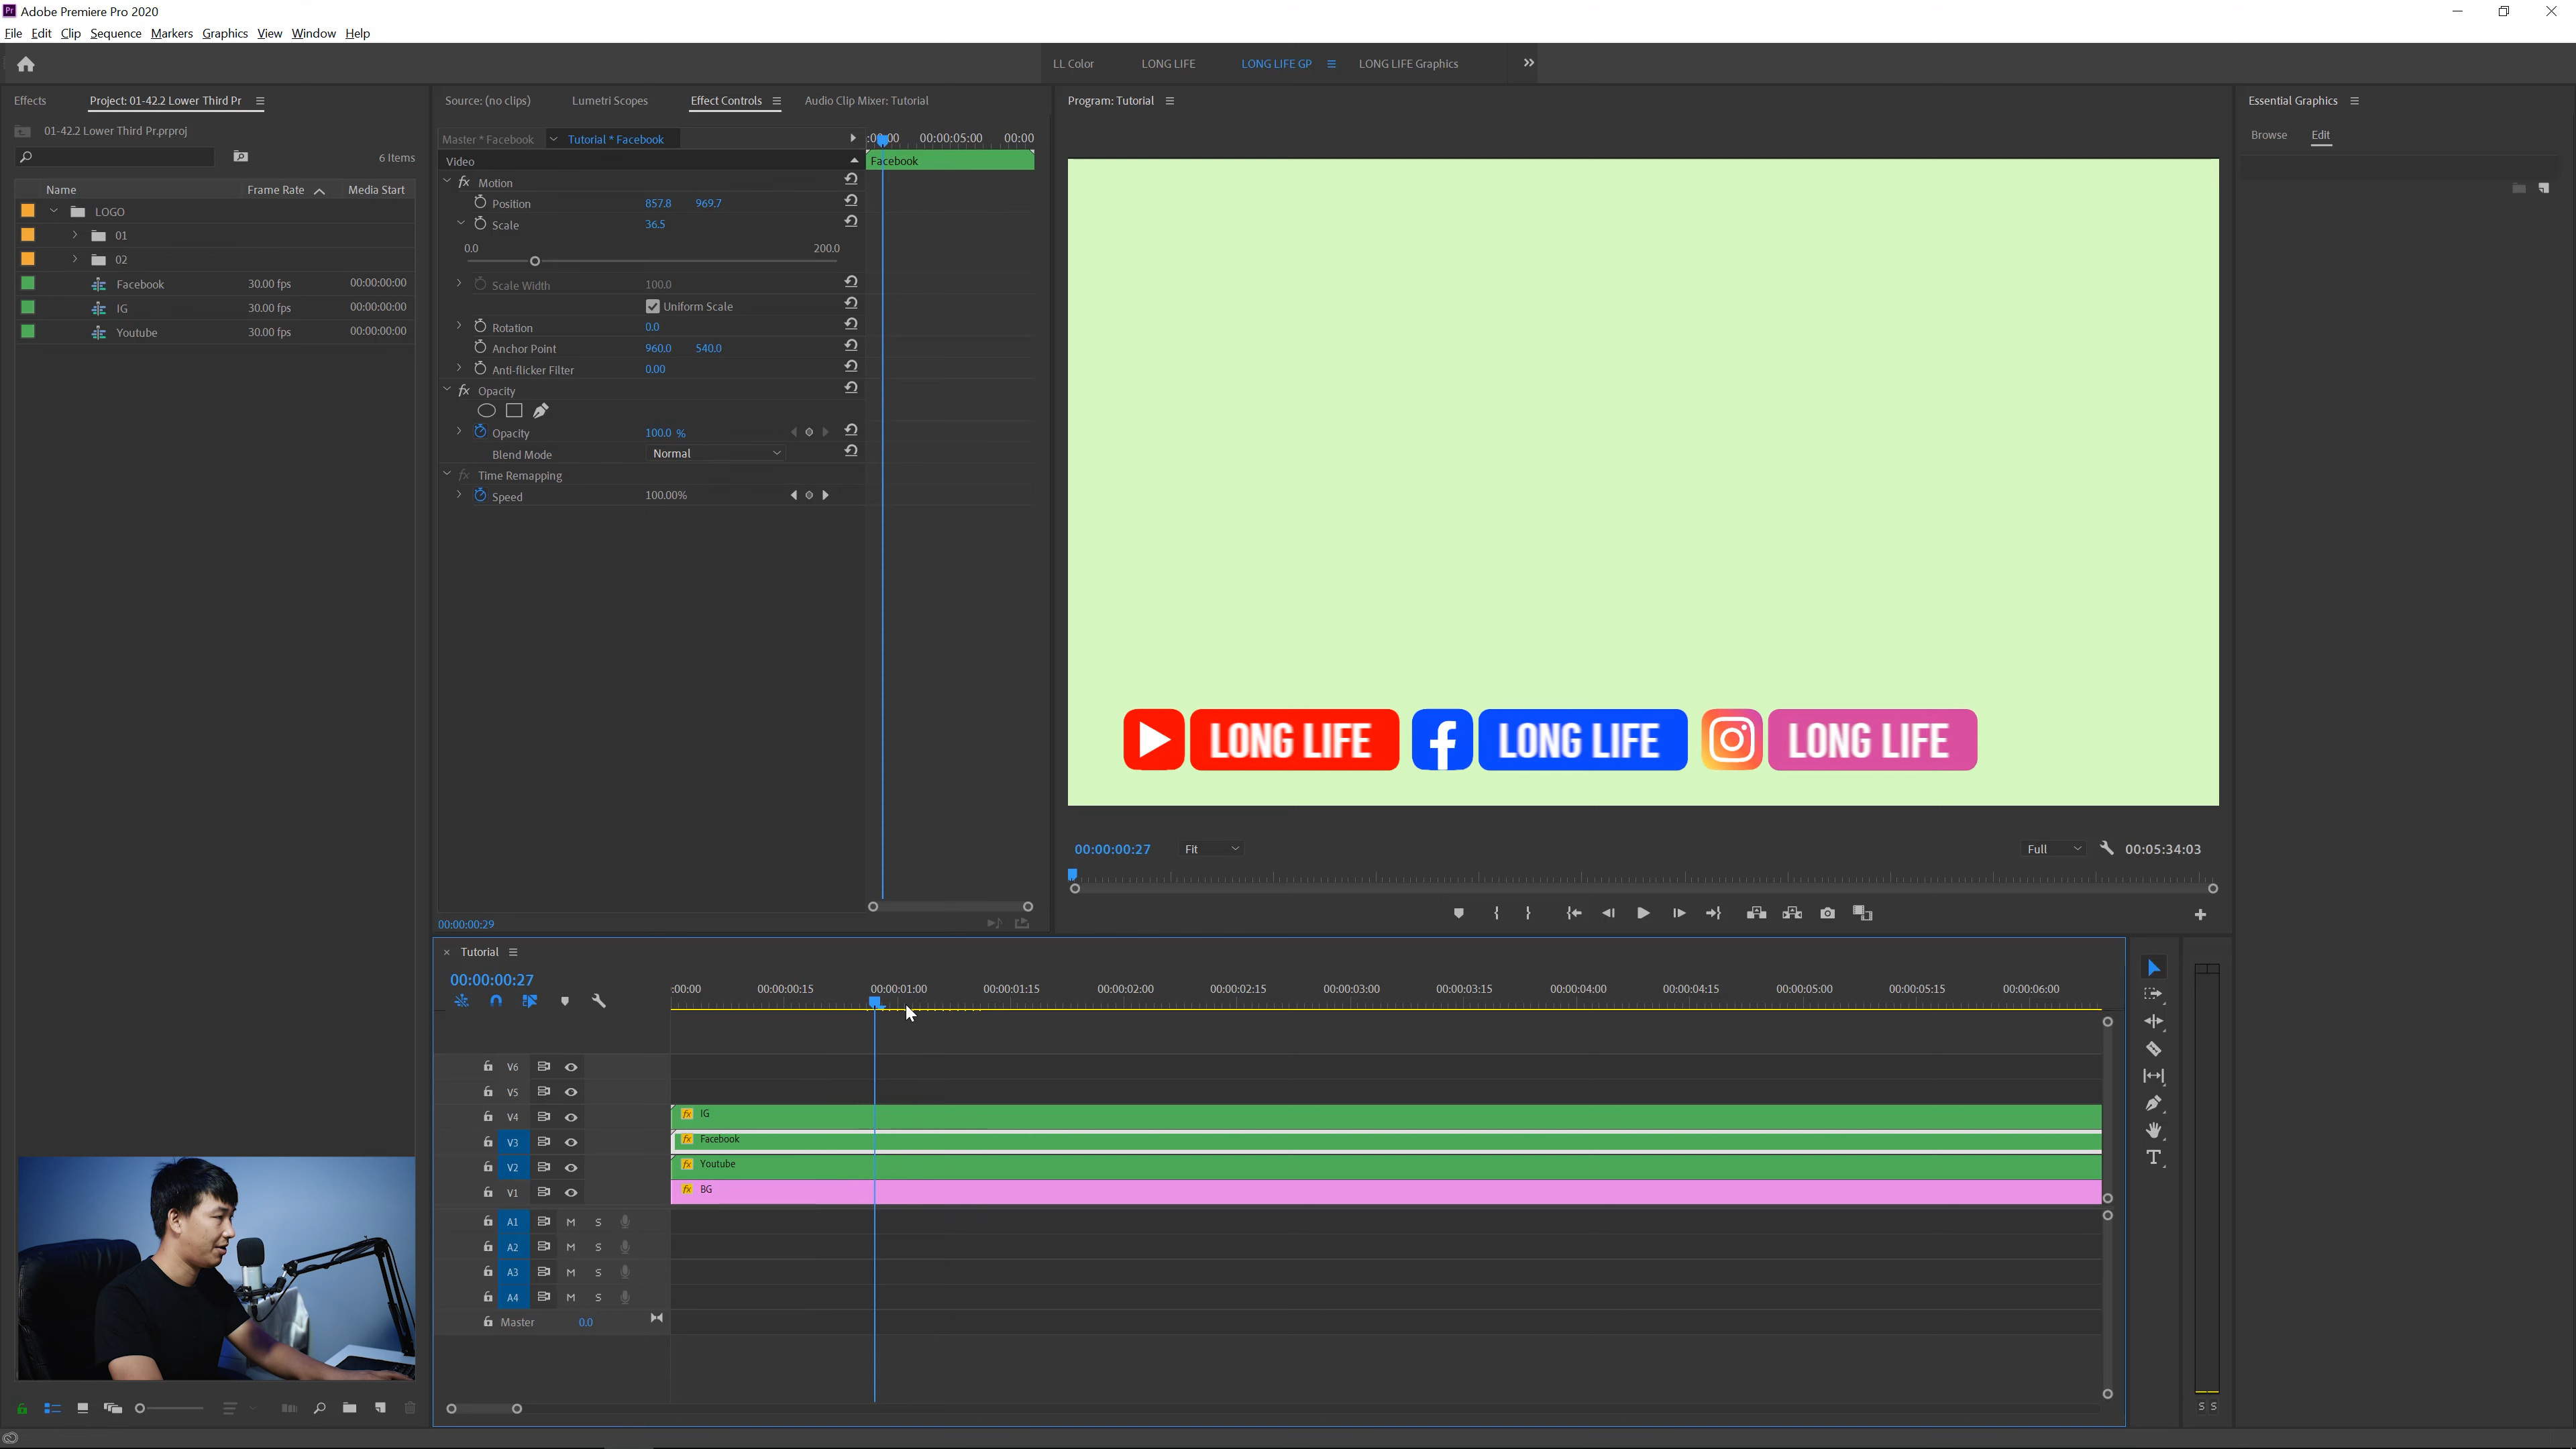 Pr Adobe Premiere Pro 2020
File Edit Clip Sequence Markers Graphics View Window Help
LL Color LONG LIFE LONG LIFE GP LONG LIFE Graphics
Effects Project: 01-42.2 Lower Third Pr
01-42.2 Lower Third Pr.prproj
6 Items
Name Frame Rate Media Start
LOGO
01
02
Facebook 30.00 fps 00:00:00:00
IG 30.00 fps 00:00:00:00
Youtube 30.00 fps 00:00:00:00
Source: (no clips) Lumetri Scopes Effect Controls Audio Clip Mixer: Tutorial
Master * Facebook Tutorial * Facebook
:00:00 00:00:05:00 00:00
Video
Facebook
fx Motion
Position 857.8 969.7
Scale 36.5
0.0 200.0
Scale Width 100.0
Uniform Scale
Rotation 0.0
Anchor Point 960.0 540.0
Anti-flicker Filter 0.00
fx Opacity
Opacity 100.0 %
Blend Mode Normal
fx Time Remapping
Speed 100.00%
00:00:00:29
Program: Tutorial
LONG LIFE LONG LIFE LONG LIFE
00:00:00:27 Fit Full 00:05:34:03
Essential Graphics
Browse Edit
Tutorial
00:00:00:27
:00:00 00:00:00:15 00:00:01:00 00:00:01:15 00:00:02:00 00:00:02:15 00:00:03:00 00:00:03:15 00:00:04:00 00:00:04:15 00:00:05:00 00:00:05:15 00:00:06:00
V6
V5
V4 fx IG
V3 fx Facebook
V2 fx Youtube
V1 fx BG
A1 M S
A2 M S
A3 M S
A4 M S
Master 0.0
S S